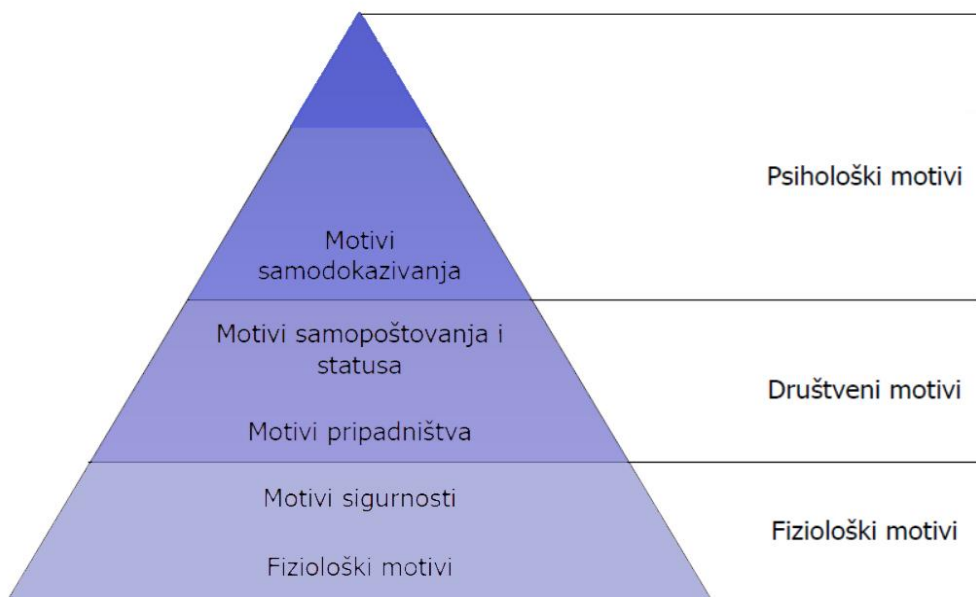 Psihološki motivi
Motivi
samodokazivanja
Motivi samopoštovanja i
statusa
Društveni motivi
Motivi pripadništva
Motivi sigurnosti
Fiziološki motivi
Fiziološki motivi